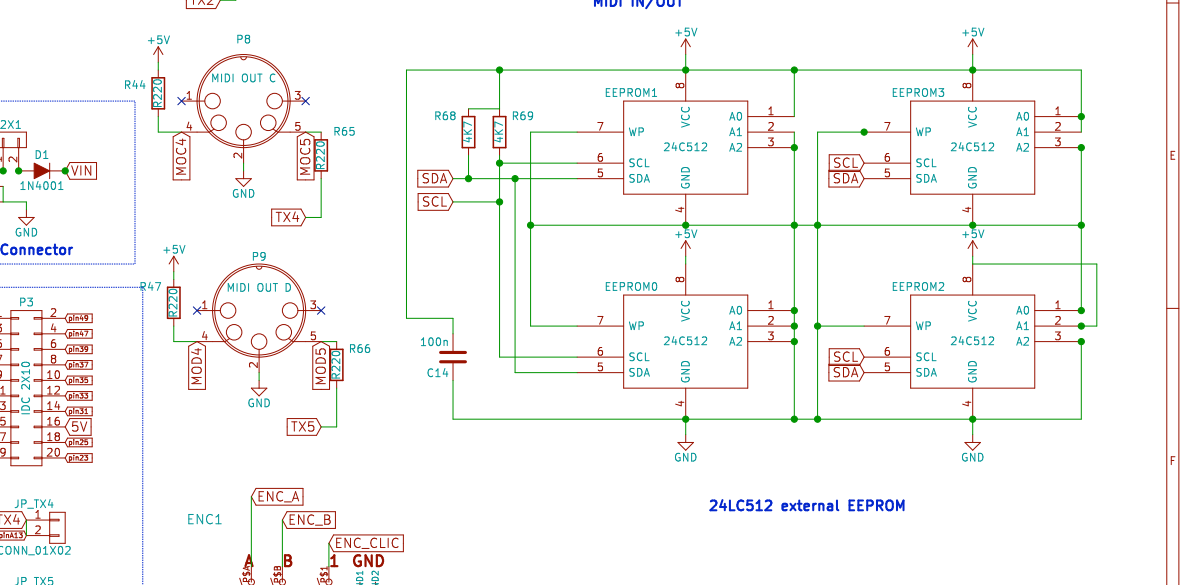 TX2
MIDI IN/OUT
+5V
P8
R44
R220
MIDI OUT C
1
3
4
5
2
MOC4
MOC5
R65
R220
GND
TX4
2X1
2
D1
1N4001
VIN
GND
Connector
+5V
P9
R47
R220
MIDI OUT D
1
3
4
5
2
MOD4
MOD5
R66
R220
GND
TX5
P3
IDC 2X10
2 pin49
4 pin47
6 pin39
8 pin37
10 pin35
12 pin33
14 pin31
16 5V
18 pin25
20 pin23
JP_TX4
TX4
1
pinA13
2
CONN_01X02
JP_TX5
ENC1
ENC_A
ENC_B
ENC_CLIC
A B 1 GND
P$A
P$B
P$1
+5V
EEPROM1
8
VCC
7 WP
24C512
6 SCL
5 SDA
A0 1
A1 2
A2 3
GND
4
R68
4K7
R69
4K7
SDA
SCL
+5V
EEPROM3
8
VCC
7 WP
24C512
SCL 6 SCL
SDA 5 SDA
A0 1
A1 2
A2 3
GND
4
+5V
EEPROM0
8
VCC
7 WP
24C512
6 SCL
5 SDA
A0 1
A1 2
A2 3
GND
4
GND
100n
C14
+5V
EEPROM2
8
VCC
7 WP
24C512
SCL 6 SCL
SDA 5 SDA
A0 1
A1 2
A2 3
GND
4
GND
24LC512 external EEPROM
E
F